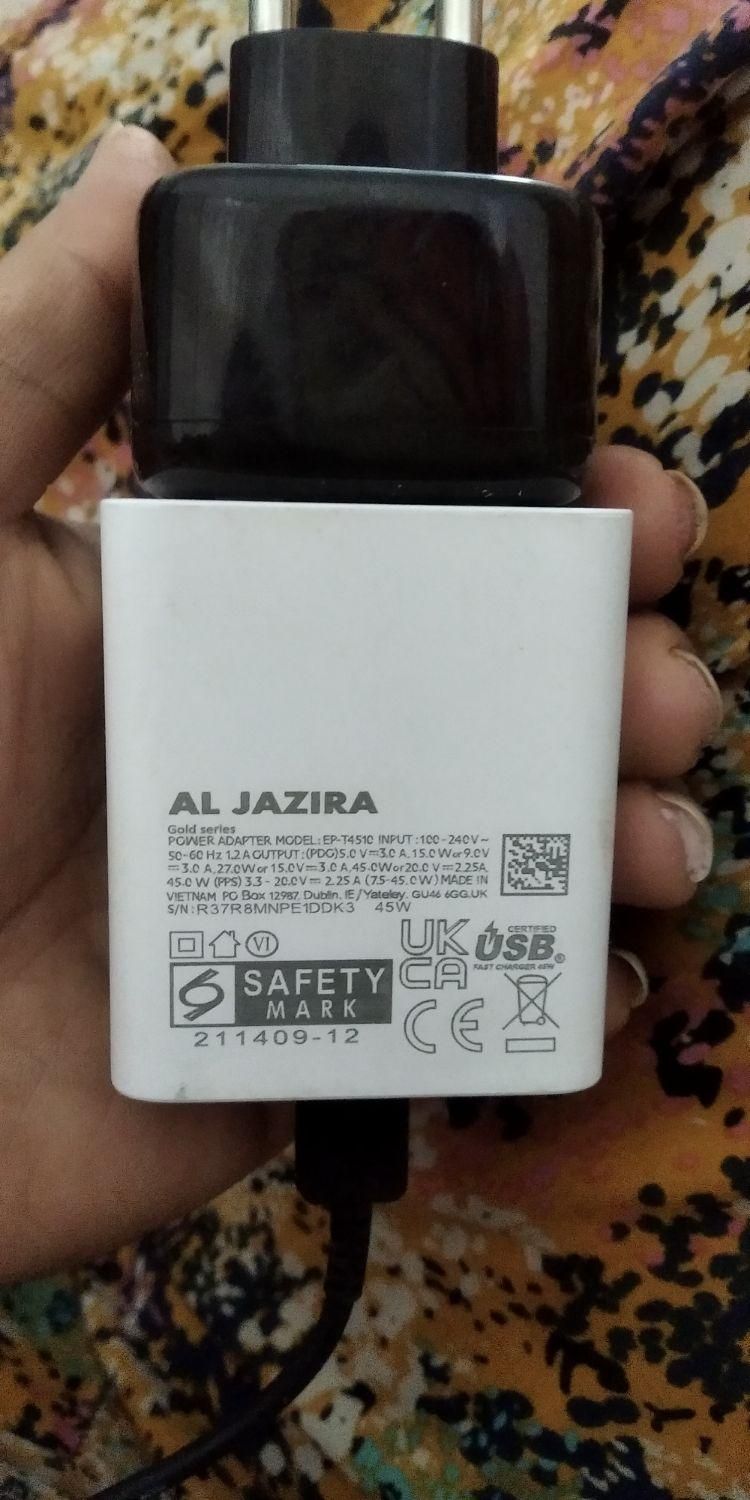 AL JAZIRA
Gold series
POWER ADAPTER MODEL: EP-T4510 INPUT :100-240V~
50-60 Hz 1.2 A OUTPUT :(PDO)5.0 V⎓3.0 A, 15.0W or 9.0V
⎓ 3.0 A, 27.0W or 15.0V⎓3.0 A,45.0Wor20.0 V⎓2.25A,
45.0 W (PPS) 3.3 - 20.0V⎓ 2.25 A (7.5-45.0W) MADE IN
VIETNAM PO Box 12987, Dublin. IE/Yateley. GU46 6GG.UK
S/N : R37R8MNPE1DDK3 45W
VI
UK
CA
CERTIFIED
USB®
FAST CHARGER 45W
SAFETY
MARK
CE
211409-12